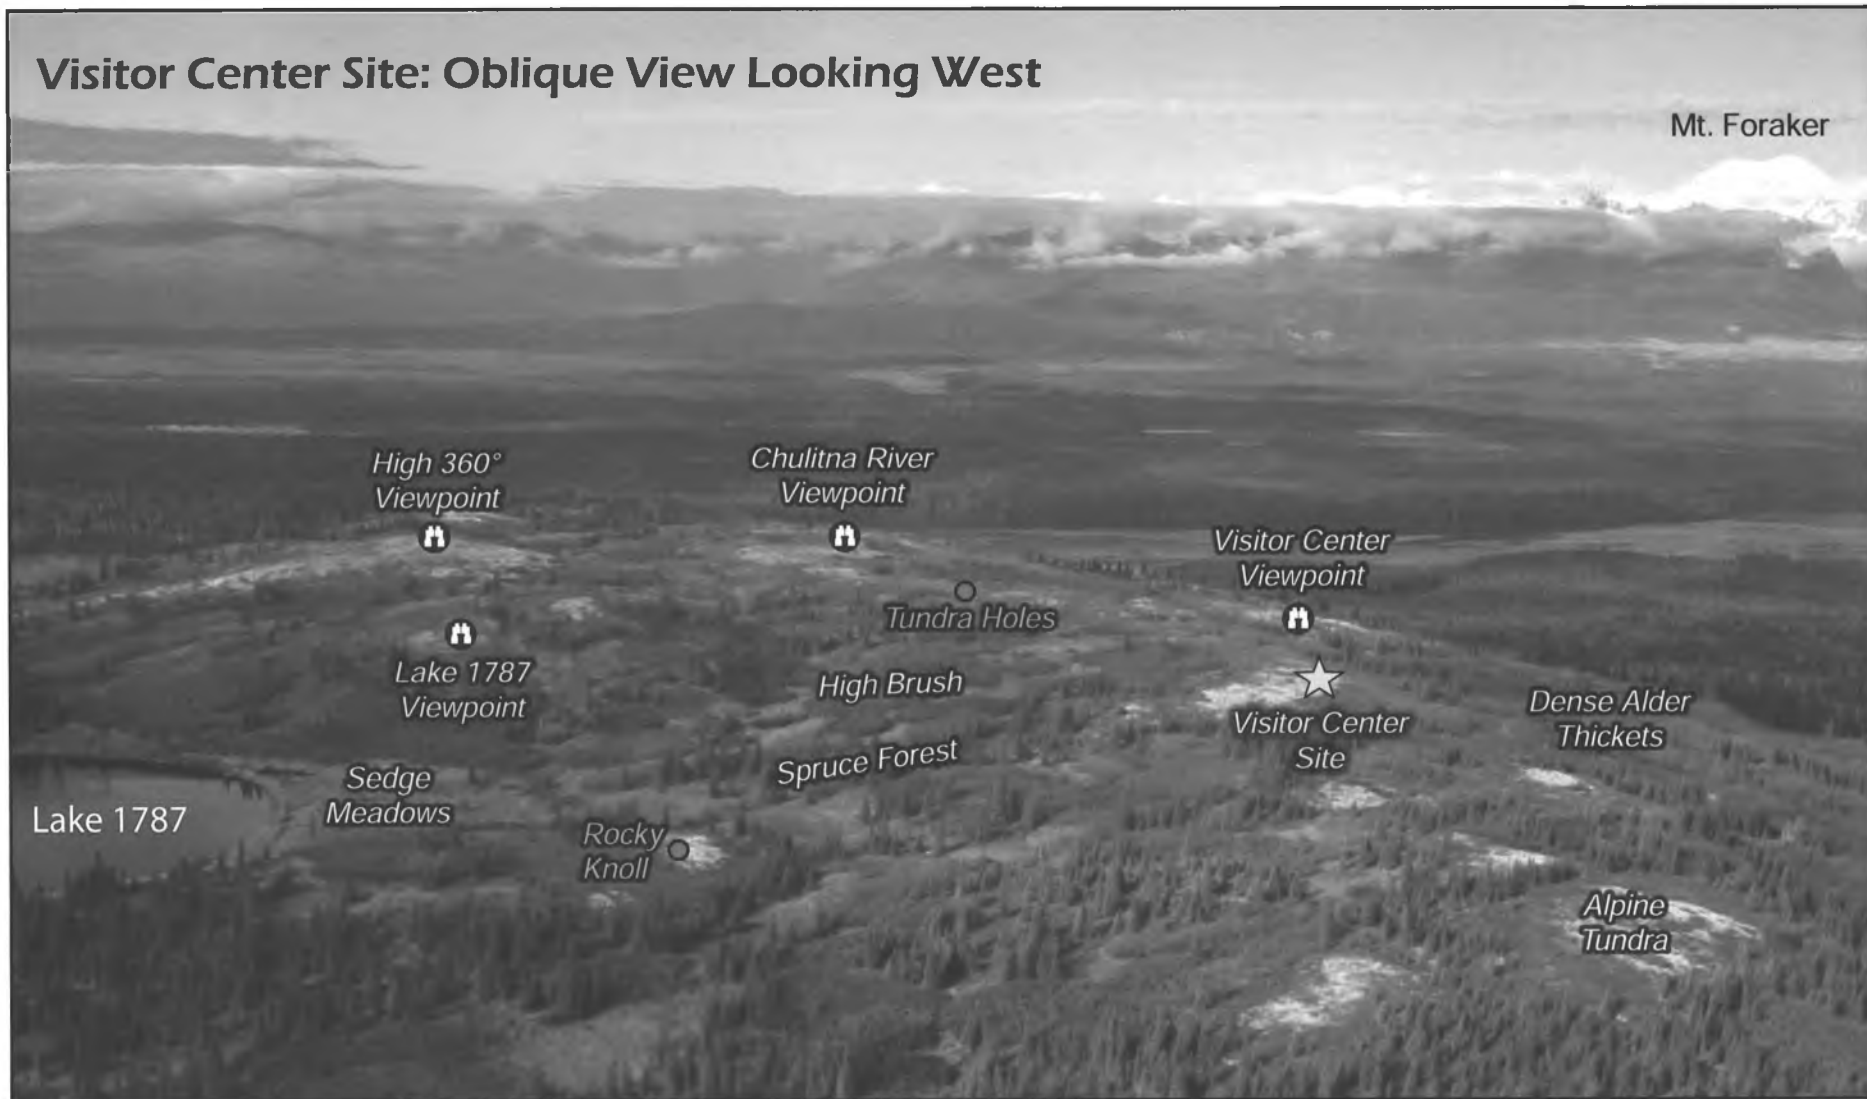 Visitor Center Site: Oblique View Looking West
Mt. Foraker
High 360°
Viewpoint
Chulitna River
Viewpoint
Visitor Center
Viewpoint
Tundra Holes
Lake 1787
Viewpoint
High Brush
Visitor Center
Site
Dense Alder
Thickets
Spruce Forest
Sedge
Meadows
Lake 1787
Rocky
Knoll
Alpine
Tundra